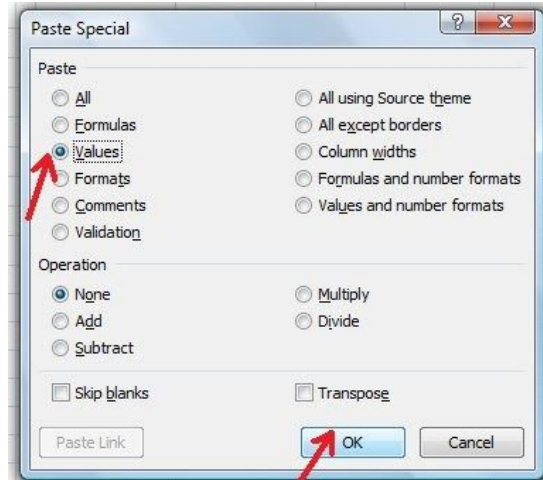 Paste Special
?
X
Paste
All
Formulas
Values
Formats
Comments
Validation
All using Source theme
All except borders
Column widths
Formulas and number formats
Values and number formats
Operation
None
Add
Subtract
Multiply
Divide
Skip blanks
Transpose
Paste Link
OK
Cancel